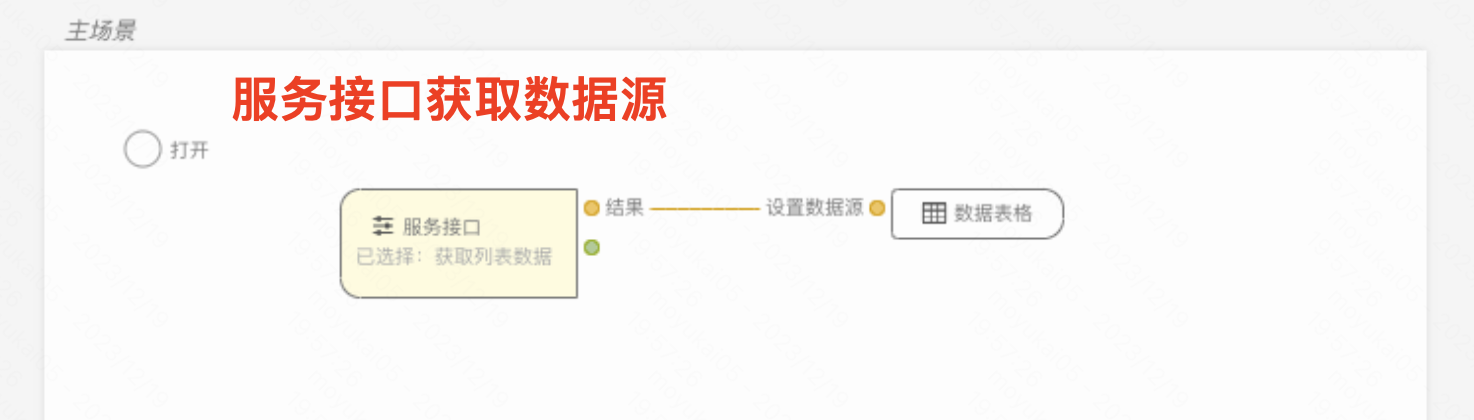 主场景
服务接口获取数据源
打开
服务接口
已选择：获取列表数据
结果
设置数据源
数据表格